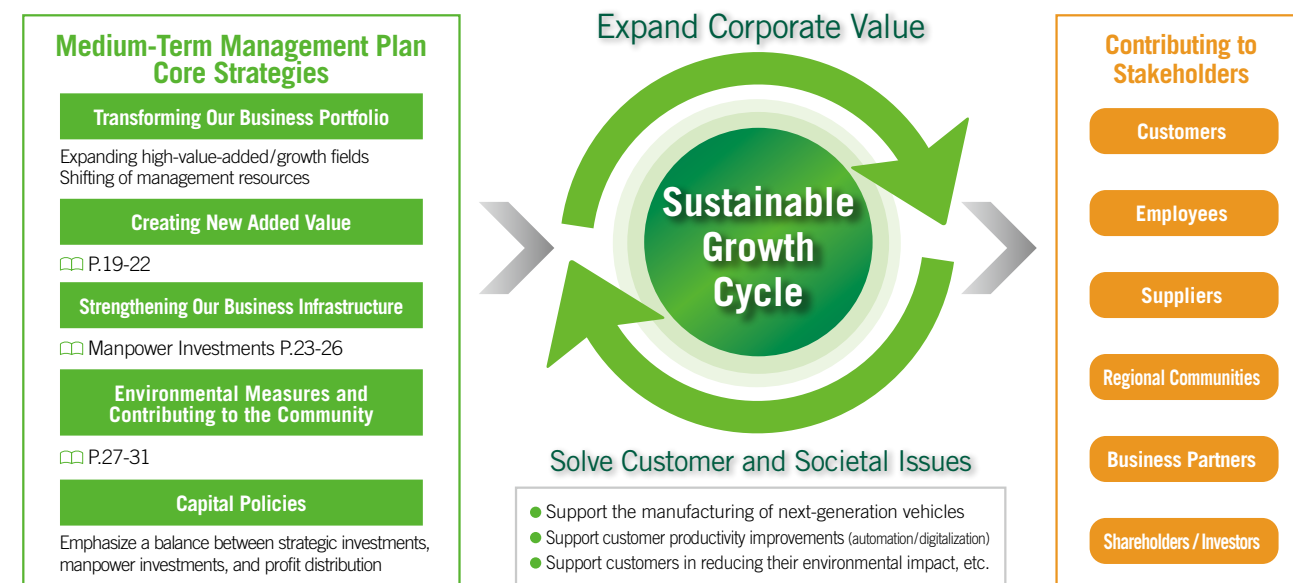 Medium-Term Management Plan
Core Strategies
Transforming Our Business Portfolio
Expanding high-value-added/growth fields
Shifting of management resources
Creating New Added Value
P.19-22
Strengthening Our Business Infrastructure
Manpower Investments P.23-26
Environmental Measures and
Contributing to the Community
P.27-31
Capital Policies
Emphasize a balance between strategic investments,
manpower investments, and profit distribution
Expand Corporate Value
Sustainable
Growth
Cycle
Solve Customer and Societal Issues
● Support the manufacturing of next-generation vehicles
● Support customer productivity improvements (automation/digitalization)
● Support customers in reducing their environmental impact, etc.
Contributing to
Stakeholders
Customers
Employees
Suppliers
Regional Communities
Business Partners
Shareholders / Investors